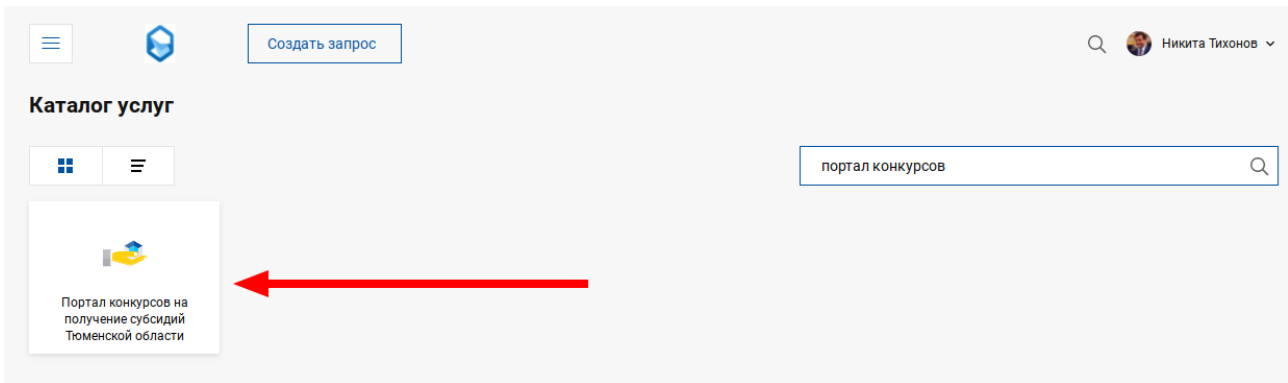 Создать запрос
Никита Тихонов
Каталог услуг
портал конкурсов
Портал конкурсов на
получение субсидий
Тюменской области